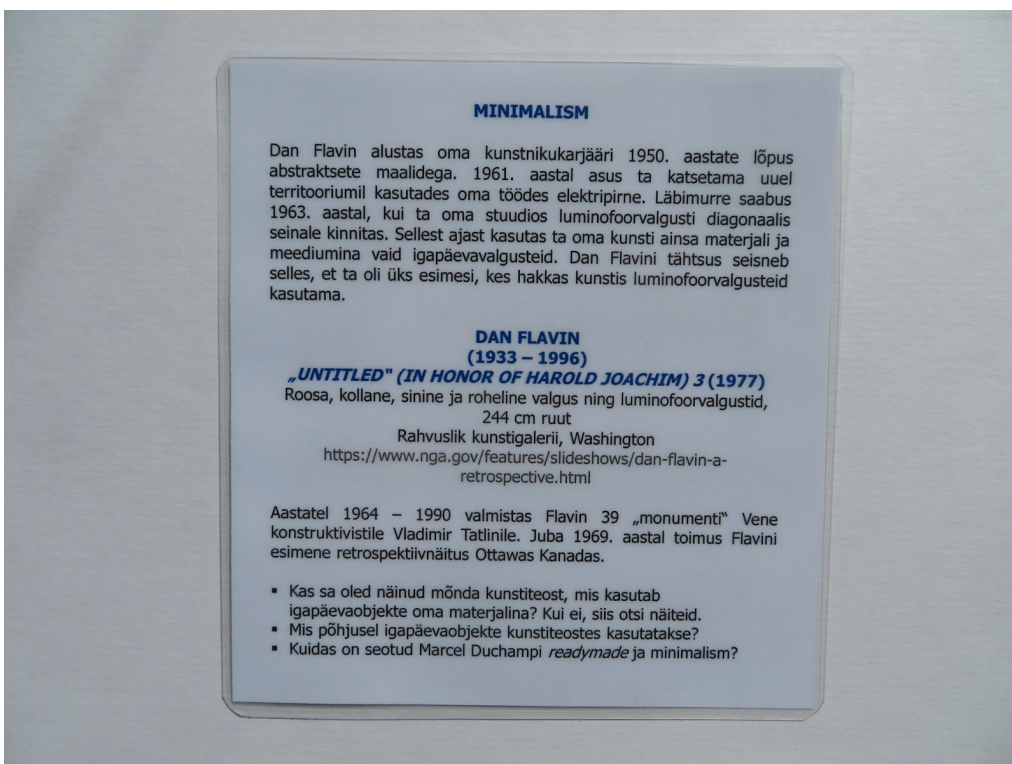 MINIMALISM
Dan Flavin alustas oma kunstnikukarjääri 1950. aastate lõpus
abstraktsete maalidega. 1961. aastal asus ta katsetama uuel
territooriumil kasutades oma töödes elektripirne. Läbimurre saabus
1963. aastal, kui ta oma stuudios luminofoorvalgusti diagonaalis
seinale kinnitas. Sellest ajast kasutas ta oma kunsti ainsa materjali ja
meediumina vaid igapäevavalgusteid. Dan Flavini tähtsus seisneb
selles, et ta oli üks esimesi, kes hakkas kunstis luminofoorvalgusteid
kasutama.
DAN FLAVIN
(1933 – 1996)
„UNTITLED“ (IN HONOR OF HAROLD JOACHIM) 3 (1977)
Roosa, kollane, sinine ja roheline valgus ning luminofoorvalgustid,
244 cm ruut
Rahvuslik kunstigalerii, Washington
https://www.nga.gov/features/slideshows/dan-flavin-a-
retrospective.html
Aastatel 1964 – 1990 valmistas Flavin 39 „monumenti“ Vene
konstruktivistile Vladimir Tatlinile. Juba 1969. aastal toimus Flavini
esimene retrospektiivnäitus Ottawas Kanadas.
▪ Kas sa oled näinud mõnda kunstiteost, mis kasutab
igapäevaobjekte oma materjalina? Kui ei, siis otsi näiteid.
▪ Mis põhjusel igapäevaobjekte kunstiteostes kasutatakse?
▪ Kuidas on seotud Marcel Duchampi readymade ja minimalism?